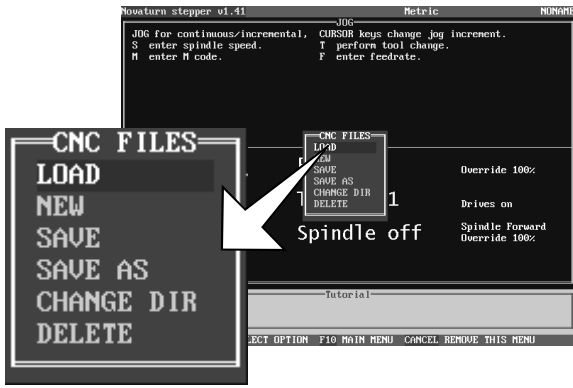 Novaturn stepper v1.41 Metric NONAME
JOG
JOG for continuous/incremental, CURSOR keys change jog increment.
S enter spindle speed. T perform tool change.
M enter M code. F enter feedrate.
CNC FILES
LOAD
NEW
SAVE
SAVE AS
CHANGE DIR
DELETE
Override 100%
1
Drives on
Spindle off
Spindle Forward
Override 100%
CNC FILES
LOAD
NEW
SAVE
SAVE AS
CHANGE DIR
DELETE
Tutorial
OPTION F10 MAIN MENU CANCEL REMOVE THIS MENU